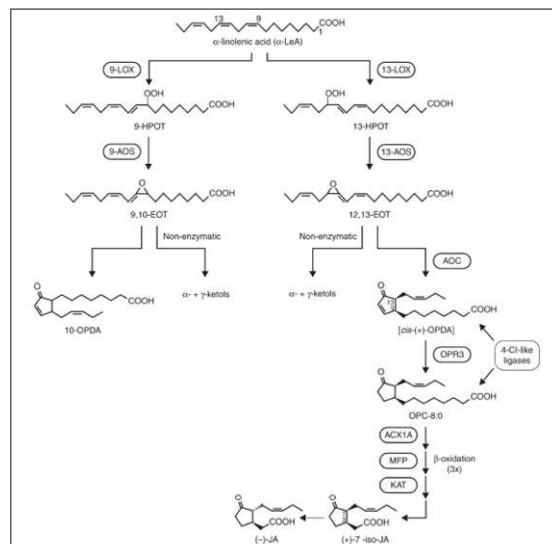 COOH
13 9
1
α-linolenic acid (α-LeA)
9-LOX 13-LOX
OOH OOH
COOH COOH
9-HPOT 13-HPOT
9-AOS 13-AOS
O O
COOH COOH
9,10-EOT 12,13-EOT
Non-enzymatic Non-enzymatic
AOC
O O
COOH α- + γ-ketols α- + γ-ketols COOH
10-OPDA [cis-(+)-OPDA]
OPR3 4-Cl-like
ligases
O
COOH
OPC-8:0
ACX1A
MFP β-oxidation
(3x)
KAT
O O
COOH COOH
(–)-JA (+)-7 -iso-JA